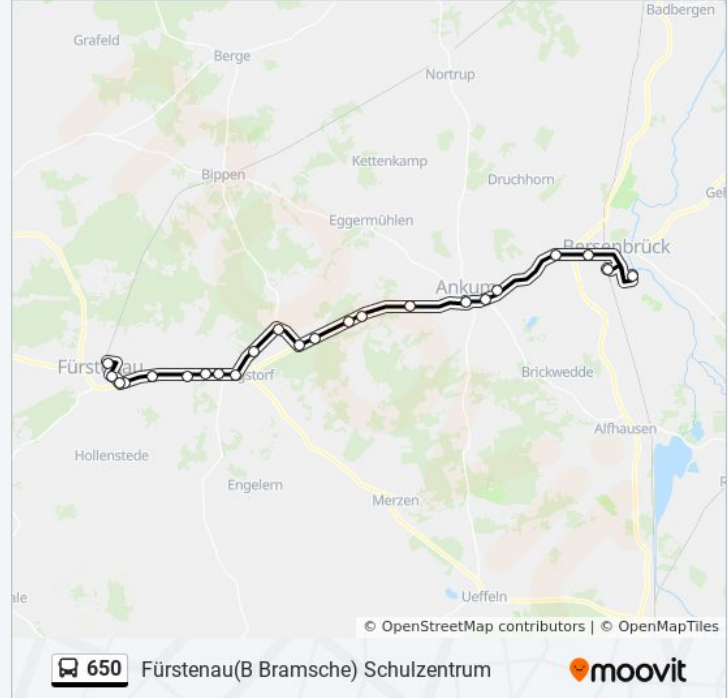 Badbergen
Grafeld
Berge
Nortrup
Kettenkamp
Bippen
Druchhorn
Eggermühlen
Bersenbrück
Ankum
Fürstenau
Brickwedde
Alfhausen
Hollenstede
Engelern
Merzen
Ueffeln
© OpenStreetMap contributors | © OpenMapTiles
650 Fürstenau(B Bramsche) Schulzentrum
moovit